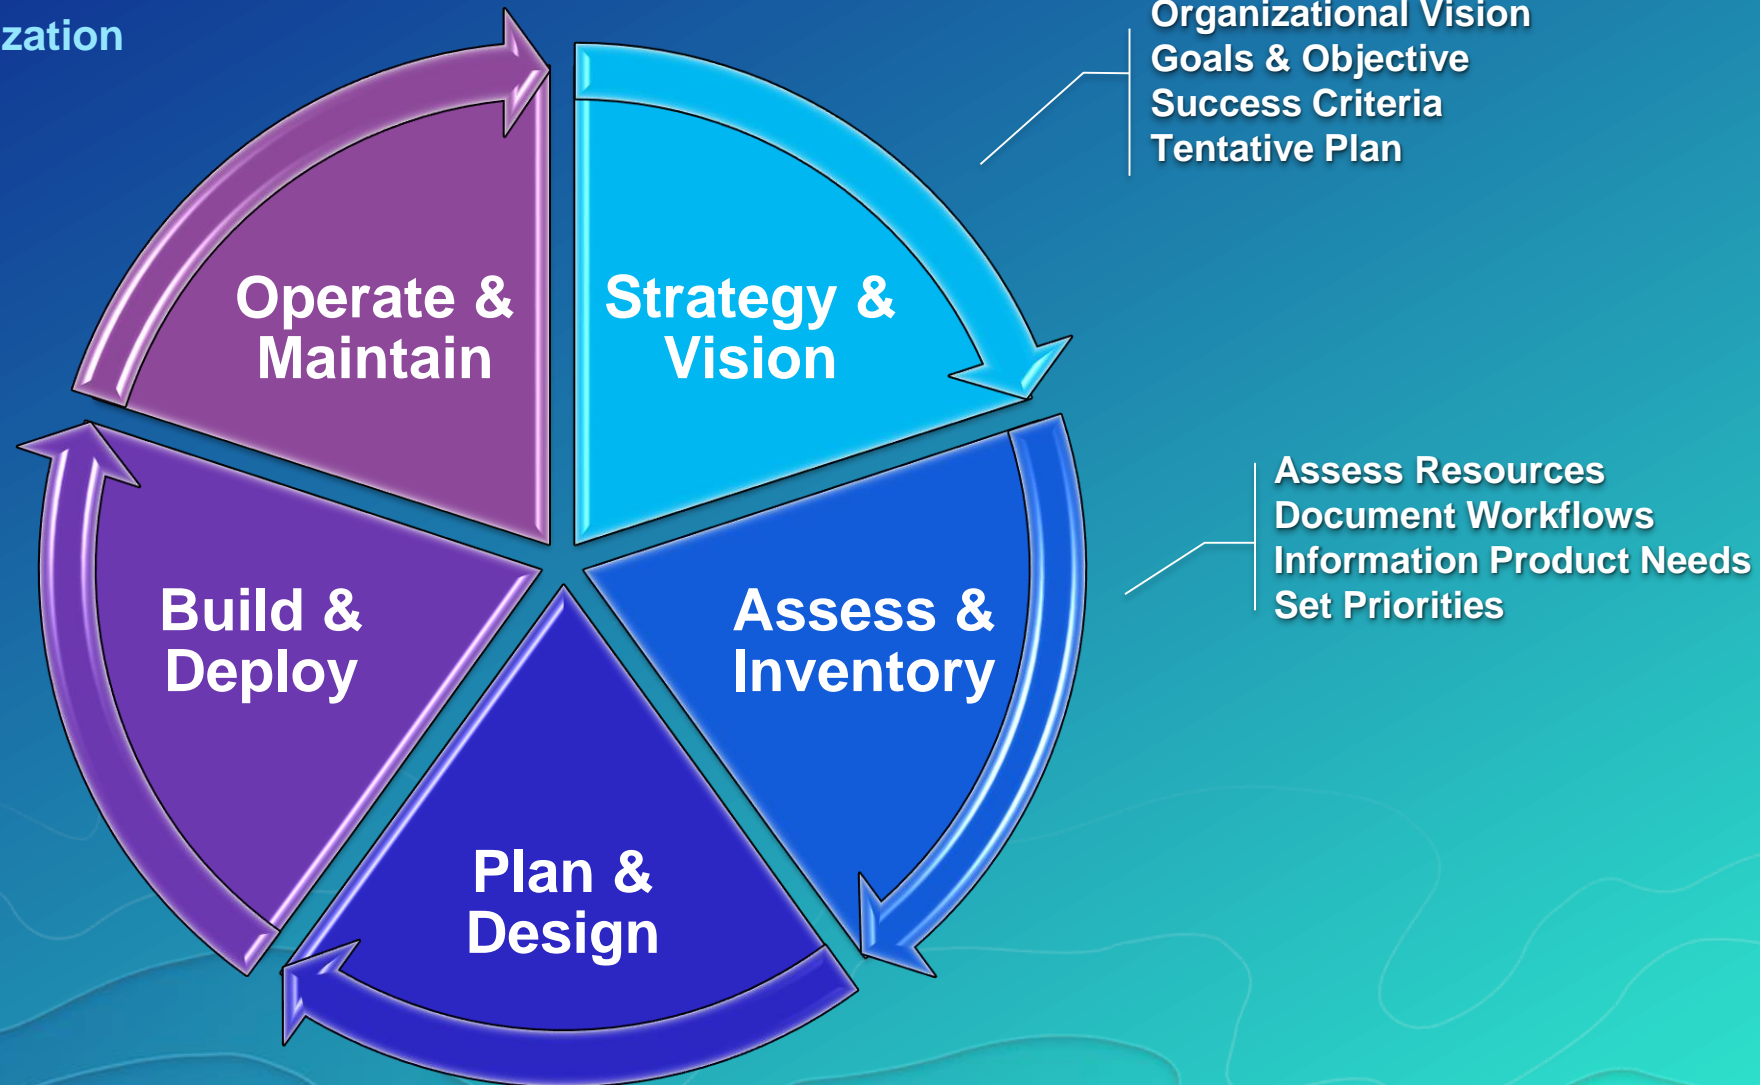 zation
Organizational Vision
Goals & Objective
Success Criteria
Tentative Plan
Operate &
Maintain
Strategy &
Vision
Assess Resources
Document Workflows
Information Product Needs
Set Priorities
Build &
Deploy
Assess &
Inventory
Plan &
Design